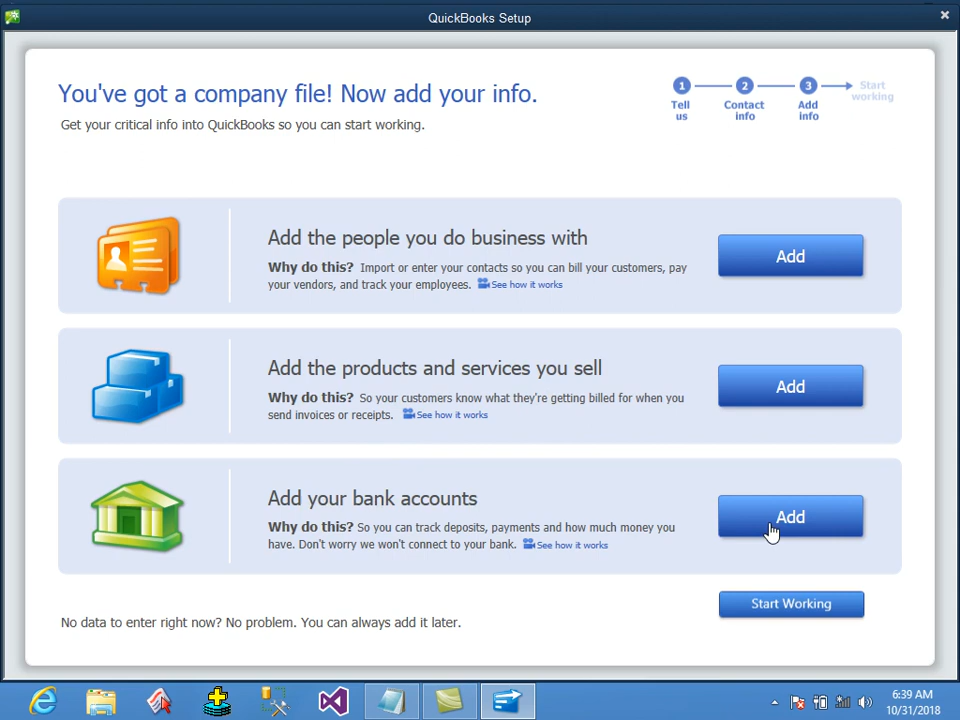 QuickBooks Setup
You've got a company file! Now add your info.
Get your critical info into QuickBooks so you can start working.
1 2 3 Start working
Tell us
Contact info
Add info
Add the people you do business with
Why do this? Import or enter your contacts so you can bill your customers, pay
your vendors, and track your employees. See how it works
Add
Add the products and services you sell
Why do this? So your customers know what they're getting billed for when you
send invoices or receipts. See how it works
Add
Add your bank accounts
Why do this? So you can track deposits, payments and how much money you
have. Don't worry we won't connect to your bank. See how it works
Add
Start Working
No data to enter right now? No problem. You can always add it later.
6:39 AM
10/31/2018